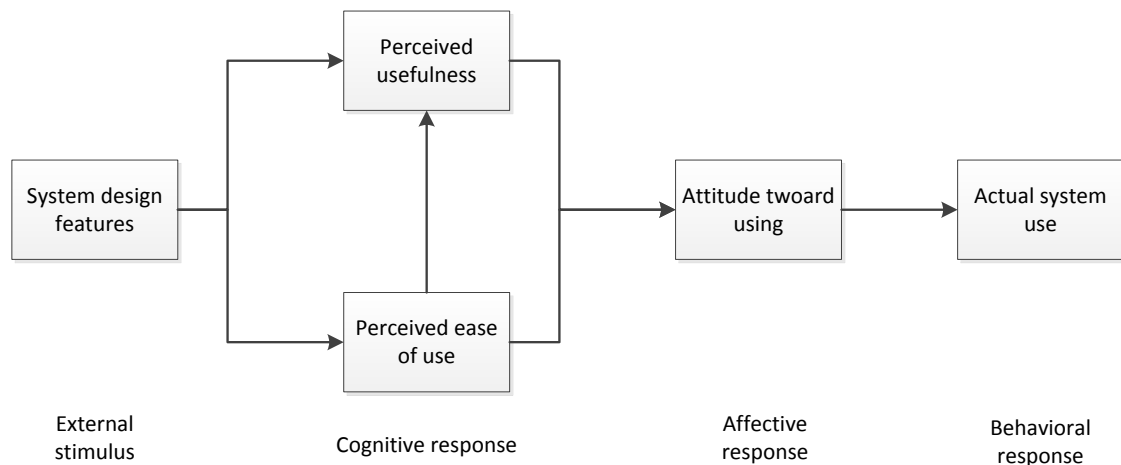 Perceived
usefulness
System design
features
Attitude twoard
using
Actual system
use
Perceived ease
of use
External
stimulus
Cognitive response
Affective
response
Behavioral
response